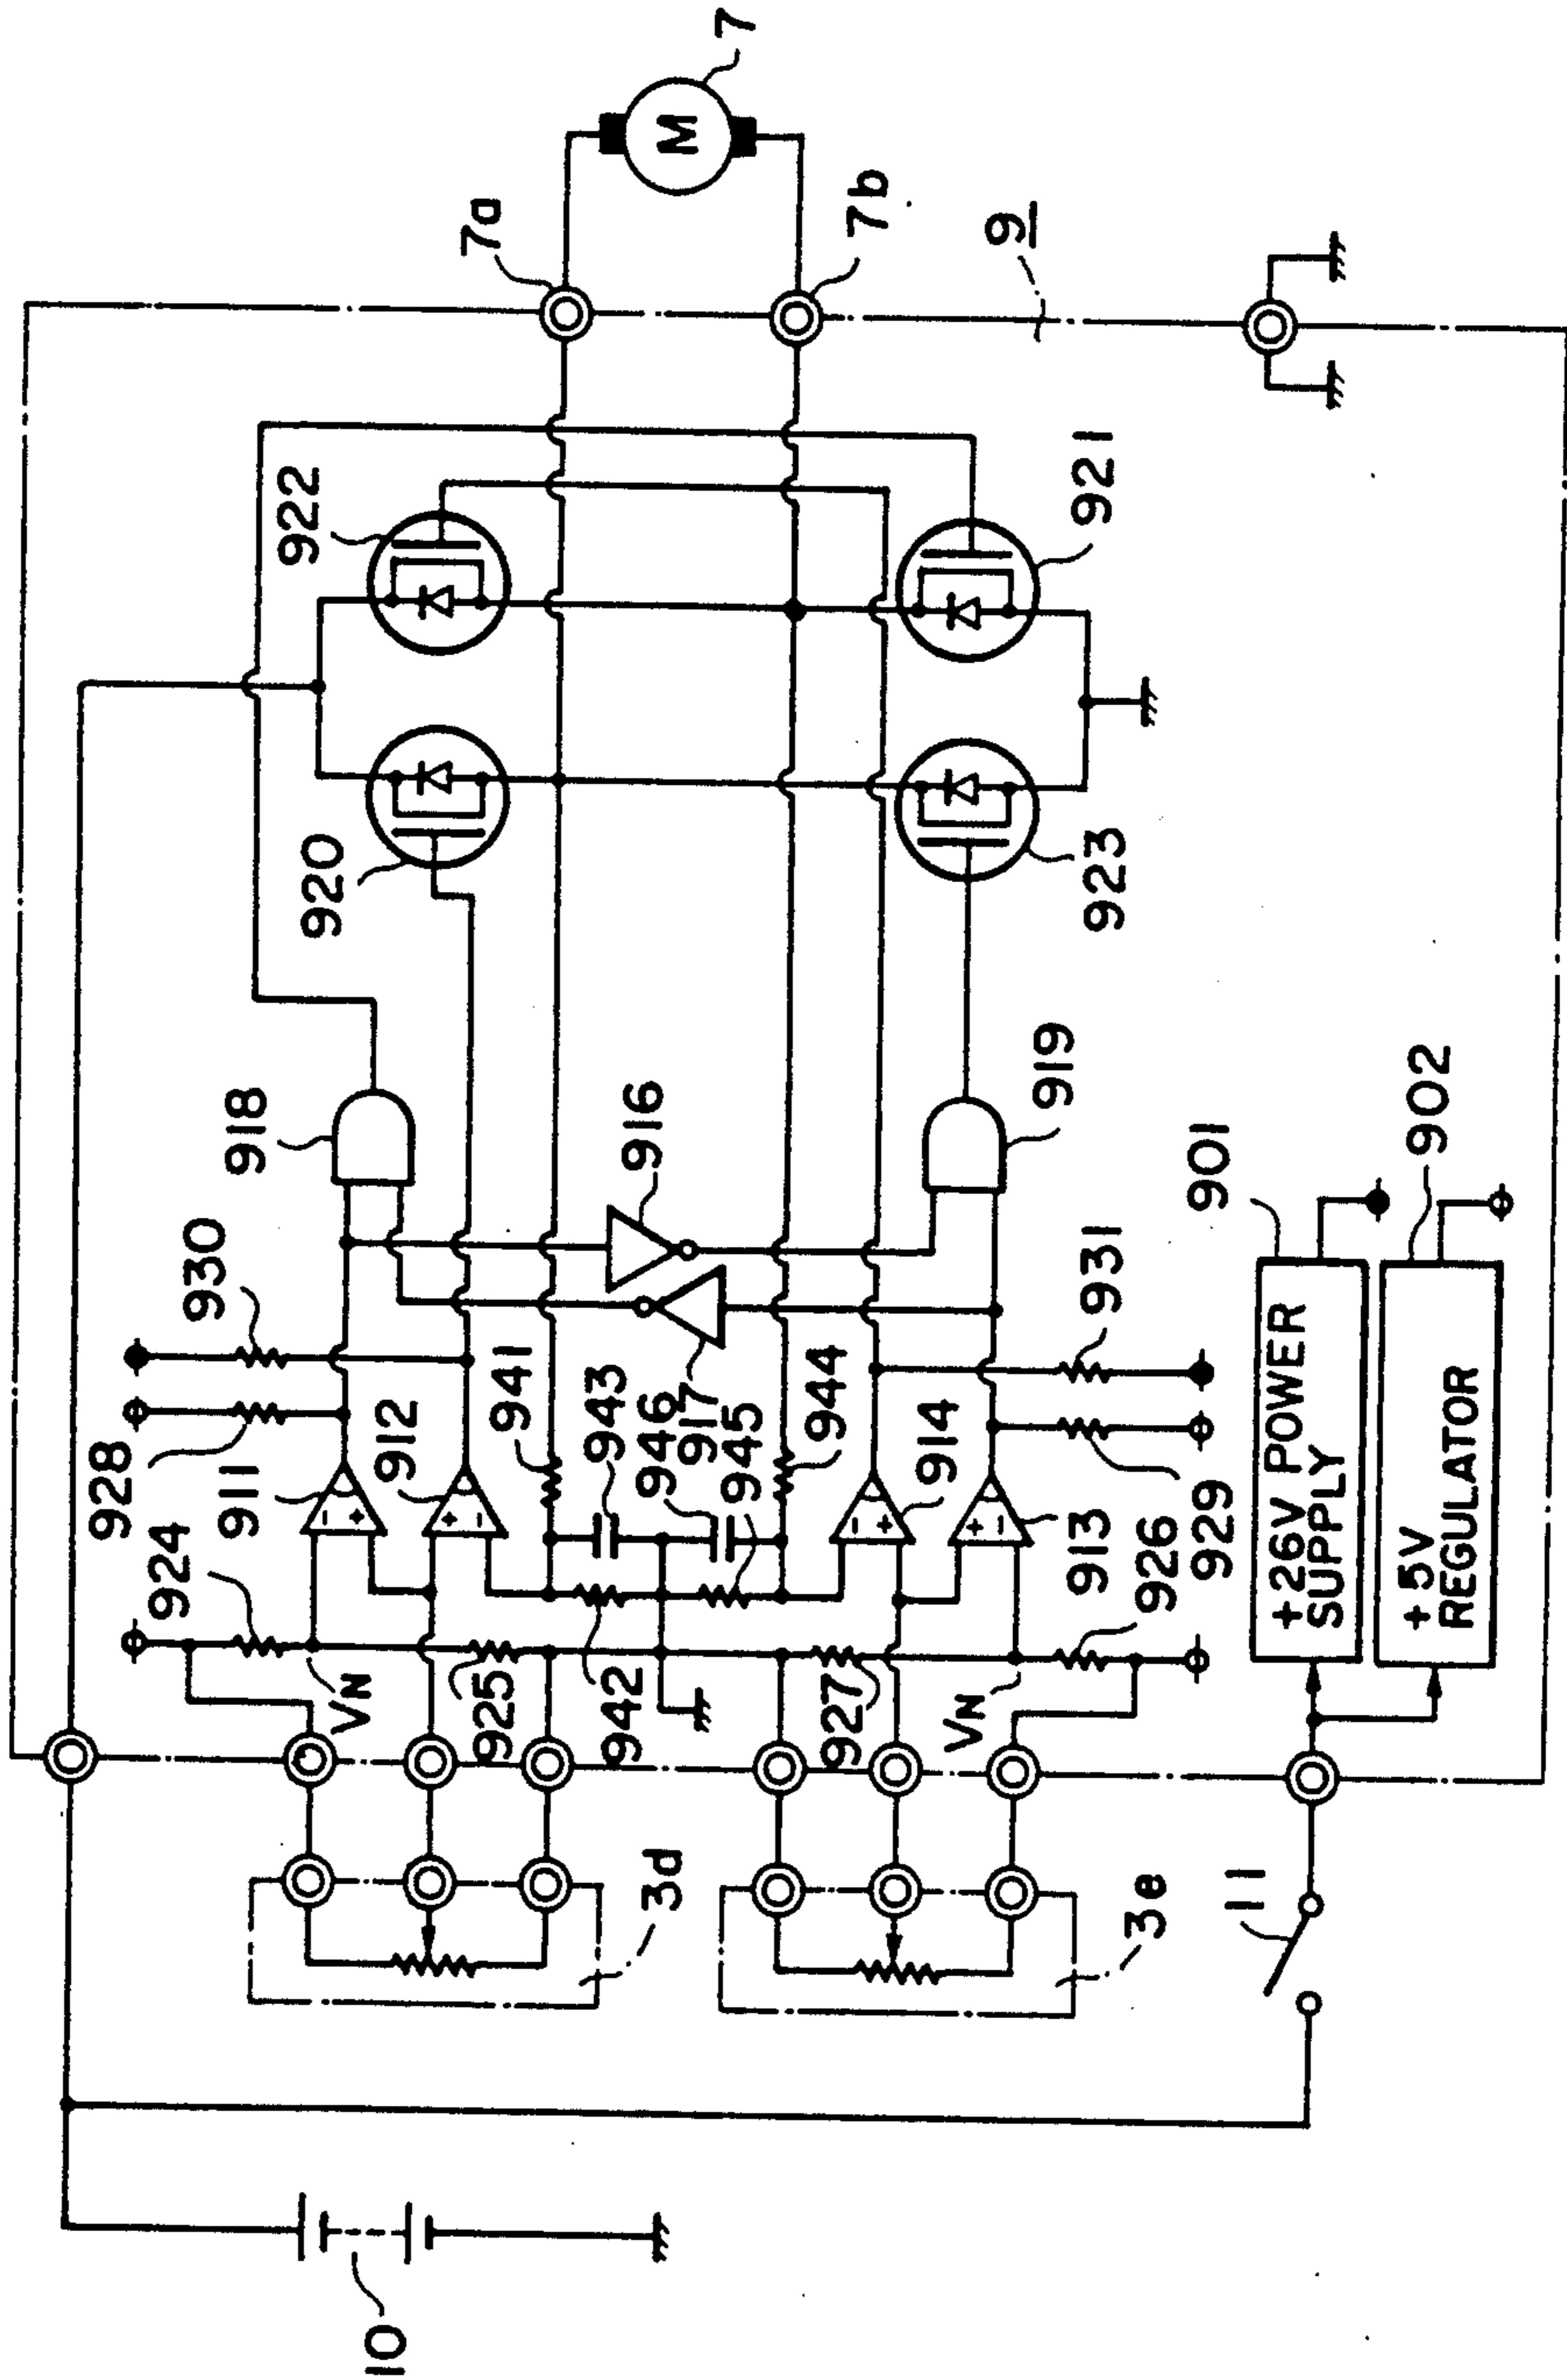 7
M
7a
7b
9
922
921
920
923
918
916
919
930
931
901
902
928
911
912
941
943
946
917
945
944
914
913
926
929
924
VN
925
942
927
VN
+26V POWER
SUPPLY
+5V
REGULATOR
3d
3e
11
10